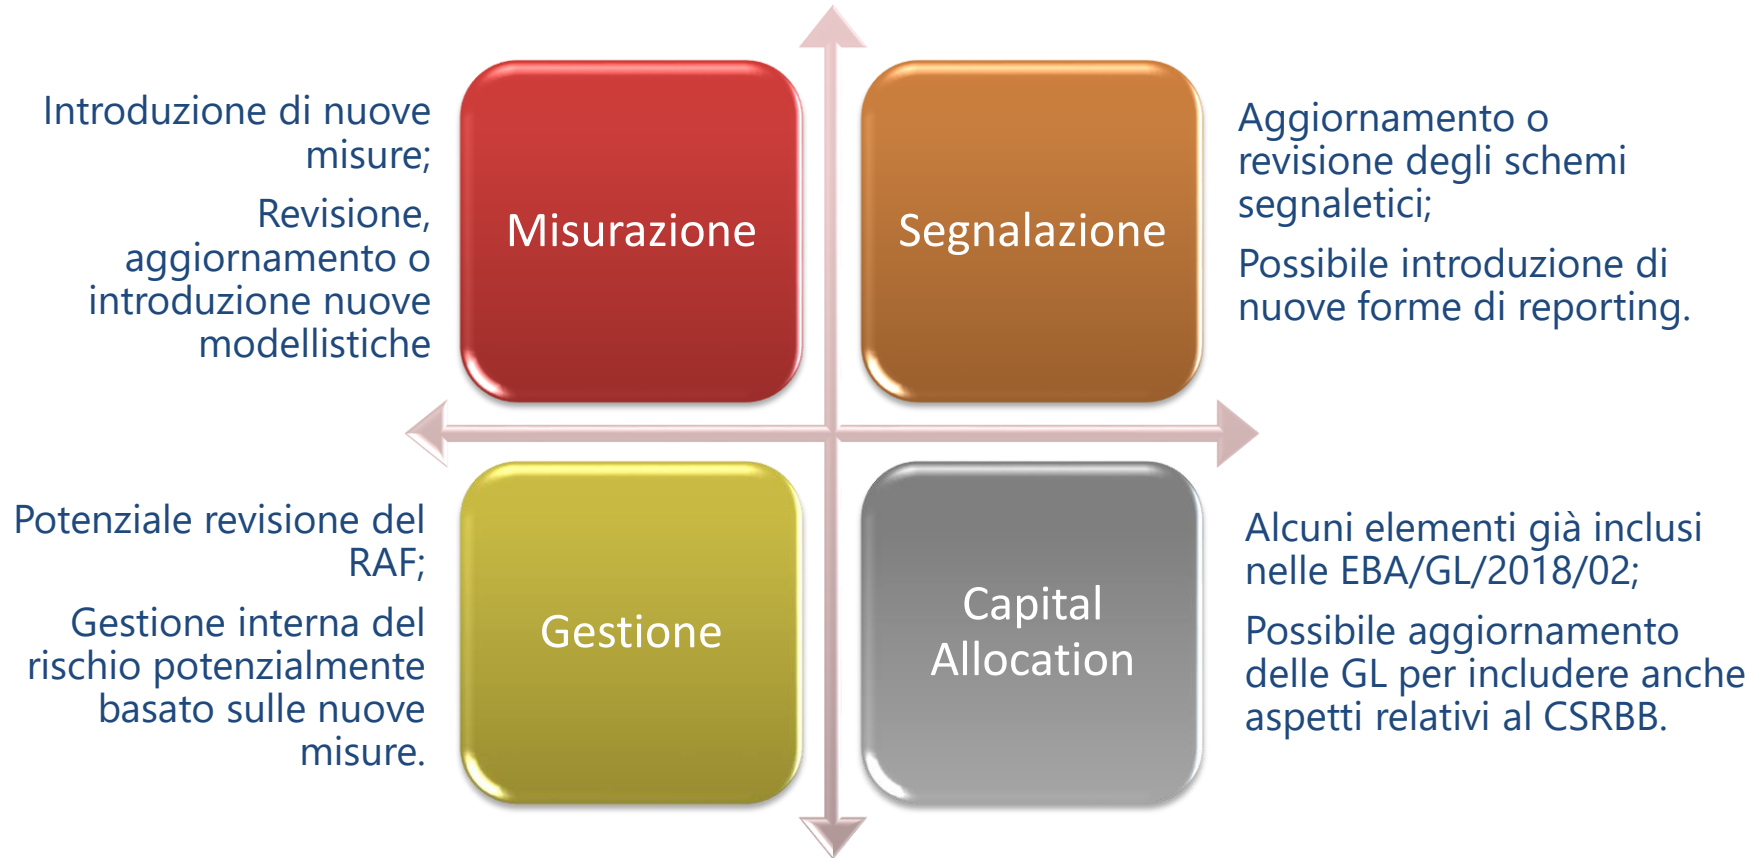 Introduzione di nuove
misure;
Revisione,
aggiornamento o
introduzione nuove
modellistiche
Misurazione
Segnalazione
Aggiornamento o
revisione degli schemi
segnaletici;
Possibile introduzione di
nuove forme di reporting.
Potenziale revisione del
RAF;
Gestione interna del
rischio potenzialmente
basato sulle nuove
misure.
Gestione
Capital
Allocation
Alcuni elementi già inclusi
nelle EBA/GL/2018/02;
Possibile aggiornamento
delle GL per includere anche
aspetti relativi al CSRBB.